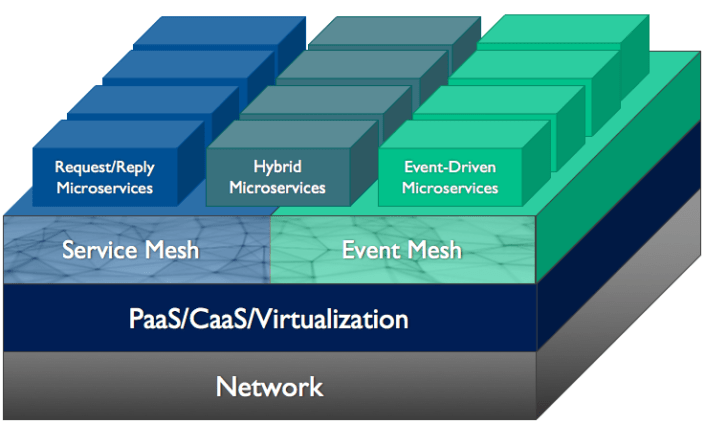 Request/Reply
Microservices
Hybrid
Microservices
Event-Driven
Microservices
Service Mesh
Event Mesh
PaaS/CaaS/Virtualization
Network